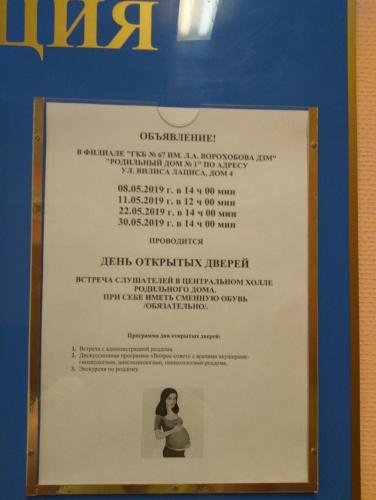 ЦИЯ
ОБЪЯВЛЕНИЕ!
В ФИЛИАЛЕ "ГКБ № 67 ИМ. Л.А. ВОРОХОБОВА ДЗМ"
"РОДИЛЬНЫЙ ДОМ № 1" ПО АДРЕСУ
УЛ. ВИЛИСА ЛАЦИСА, ДОМ 4
08.05.2019 г. в 14 ч 00 мин
11.05.2019 г. в 12 ч 00 мин
22.05.2019 г. в 14 ч 00 мин
30.05.2019 г. в 14 ч 00 мин
ПРОВОДИТСЯ
ДЕНЬ ОТКРЫТЫХ ДВЕРЕЙ
ВСТРЕЧА СЛУШАТЕЛЕЙ В ЦЕНТРАЛЬНОМ ХОЛЛЕ
РОДИЛЬНОГО ДОМА.
ПРИ СЕБЕ ИМЕТЬ СМЕННУЮ ОБУВЬ
/ОБЯЗАТЕЛЬНО/.
Программа дня открытых дверей:
1. Встреча с администрацией роддома.
2. Дискуссионная программа «Вопрос-ответ» с врачами акушерами-
гинекологами, анестезиологами, неонатологами роддома.
3. Экскурсия по роддому.